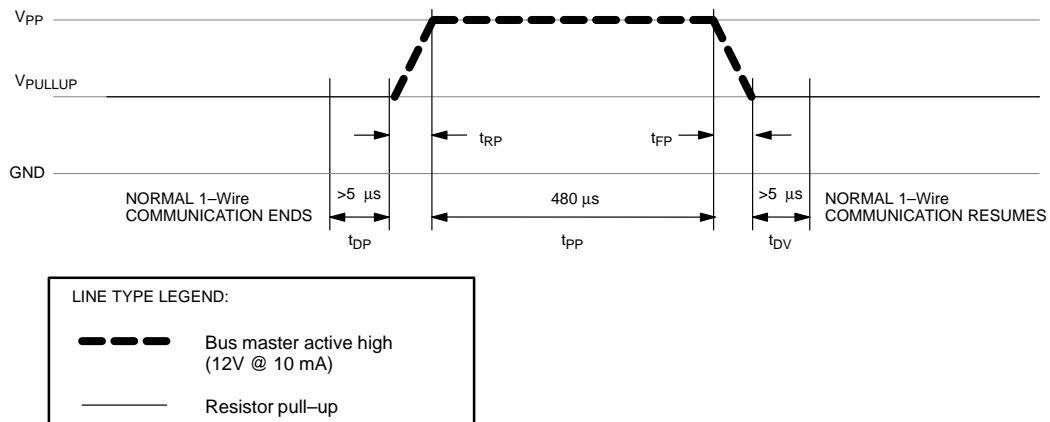 VPP
VPULLUP
tRP
tFP
GND
>5 μs
480 μs
>5 μs
NORMAL 1–Wire
COMMUNICATION ENDS
NORMAL 1–Wire
COMMUNICATION RESUMES
tDP
tPP
tDV
LINE TYPE LEGEND:
Bus master active high
(12V @ 10 mA)
Resistor pull–up